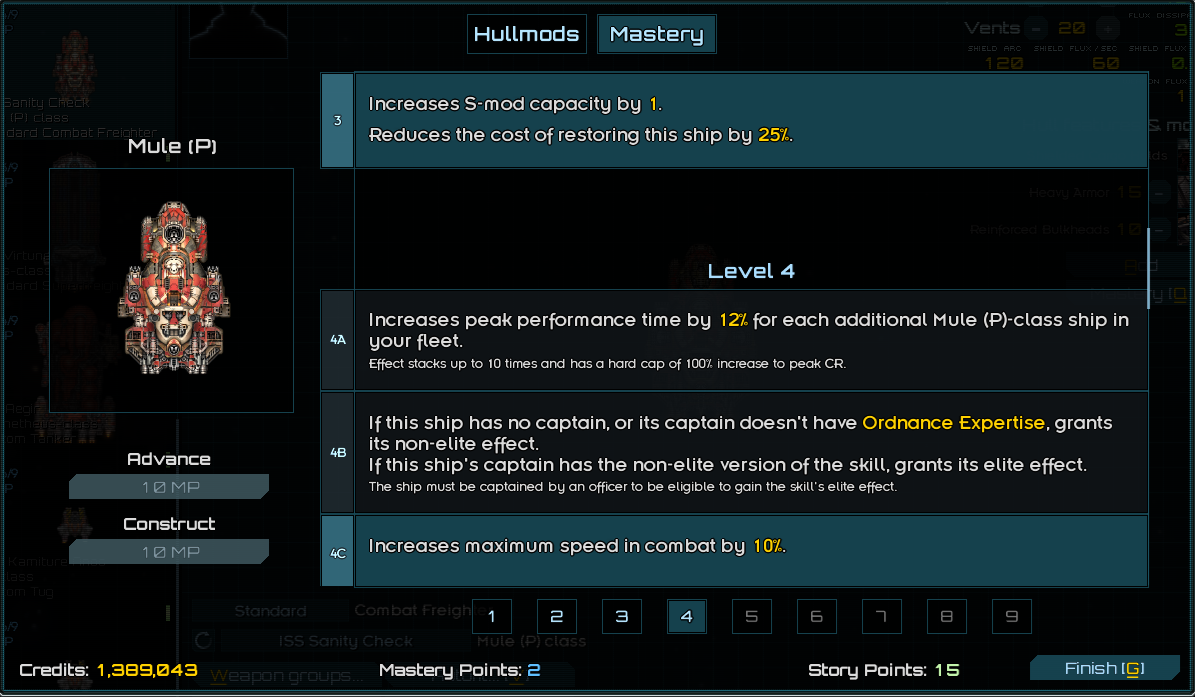 Hullmods Mastery
Vents - 20 +
FLUX DISSIP
SHIELD ARC SHIELD FLUX/SEC SHIELD FLUX
120 60 0.
Sanity Check
(P) class
dard Combat Freighter
Mule (P)
3
Increases S-mod capacity by 1.
Reduces the cost of restoring this ship by 25%.
Heavy Armor 15 -
Reinforced Bulkheads 10 -
Level 4
4A
Increases peak performance time by 12% for each additional Mule (P)-class ship in
your fleet.
Effect stacks up to 10 times and has a hard cap of 100% increase to peak CR.
4B
If this ship has no captain, or its captain doesn't have Ordnance Expertise, grants
its non-elite effect.
If this ship's captain has the non-elite version of the skill, grants its elite effect.
The ship must be captained by an officer to be eligible to gain the skill's elite effect.
4C
Increases maximum speed in combat by 10%.
Advance
10 MP
Construct
10 MP
Standard Combat Freighte
1 2 3 4 5 6 7 8 9
ISS Sanity Check Mule (P) class
Weapon groups...
Credits: 1,389,043 Mastery Points: 2 Story Points: 15 Finish [G]